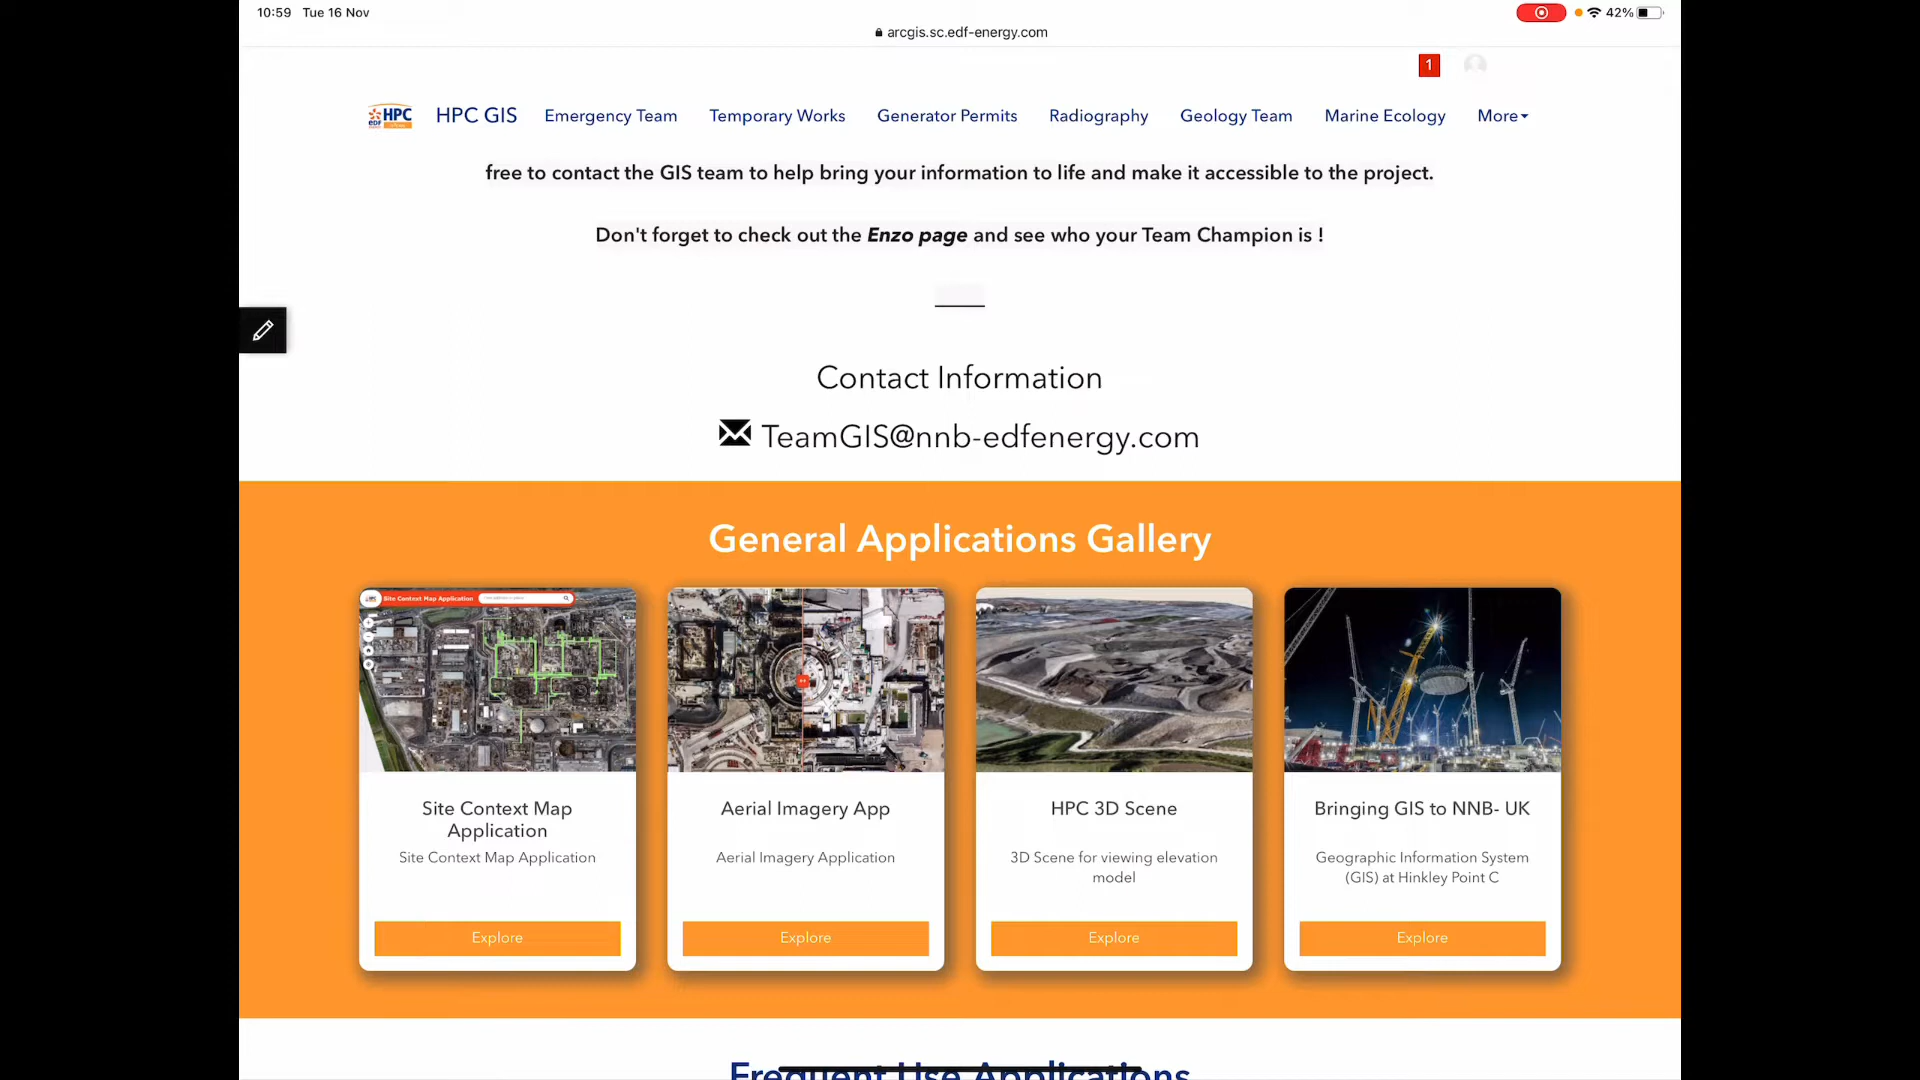 10:59 Tue 16 Nov
42%
arcgis.sc.edf-energy.com
1
HPC
eDF
HPC GIS Emergency Team Temporary Works Generator Permits Radiography Geology Team Marine Ecology More
free to contact the GIS team to help bring your information to life and make it accessible to the project.
Don't forget to check out the Enzo page and see who your Team Champion is !
Contact Information
TeamGIS@nnb-edfenergy.com
General Applications Gallery
Site Context Map Application
Site Context Map
Application
Site Context Map Application
Explore
Aerial Imagery App
Aerial Imagery Application
Explore
HPC 3D Scene
3D Scene for viewing elevation
model
Explore
Bringing GIS to NNB- UK
Geographic Information System
(GIS) at Hinkley Point C
Explore
Frequent Use Applications